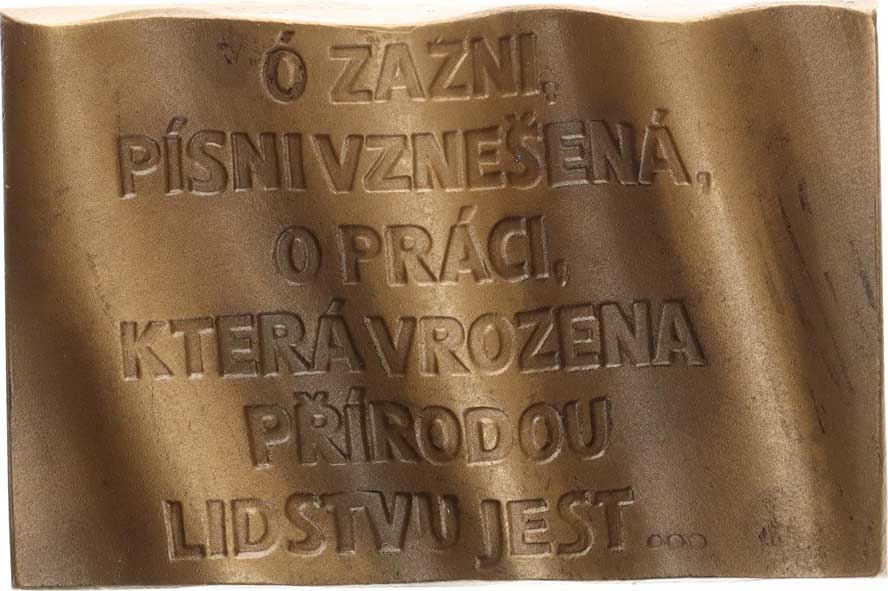 Ó ZAZNI,
PÍSNI VZNEŠENÁ,
O PRÁCI,
KTERÁ VROZENA
PŘÍRODOU
LIDSTVU JEST...